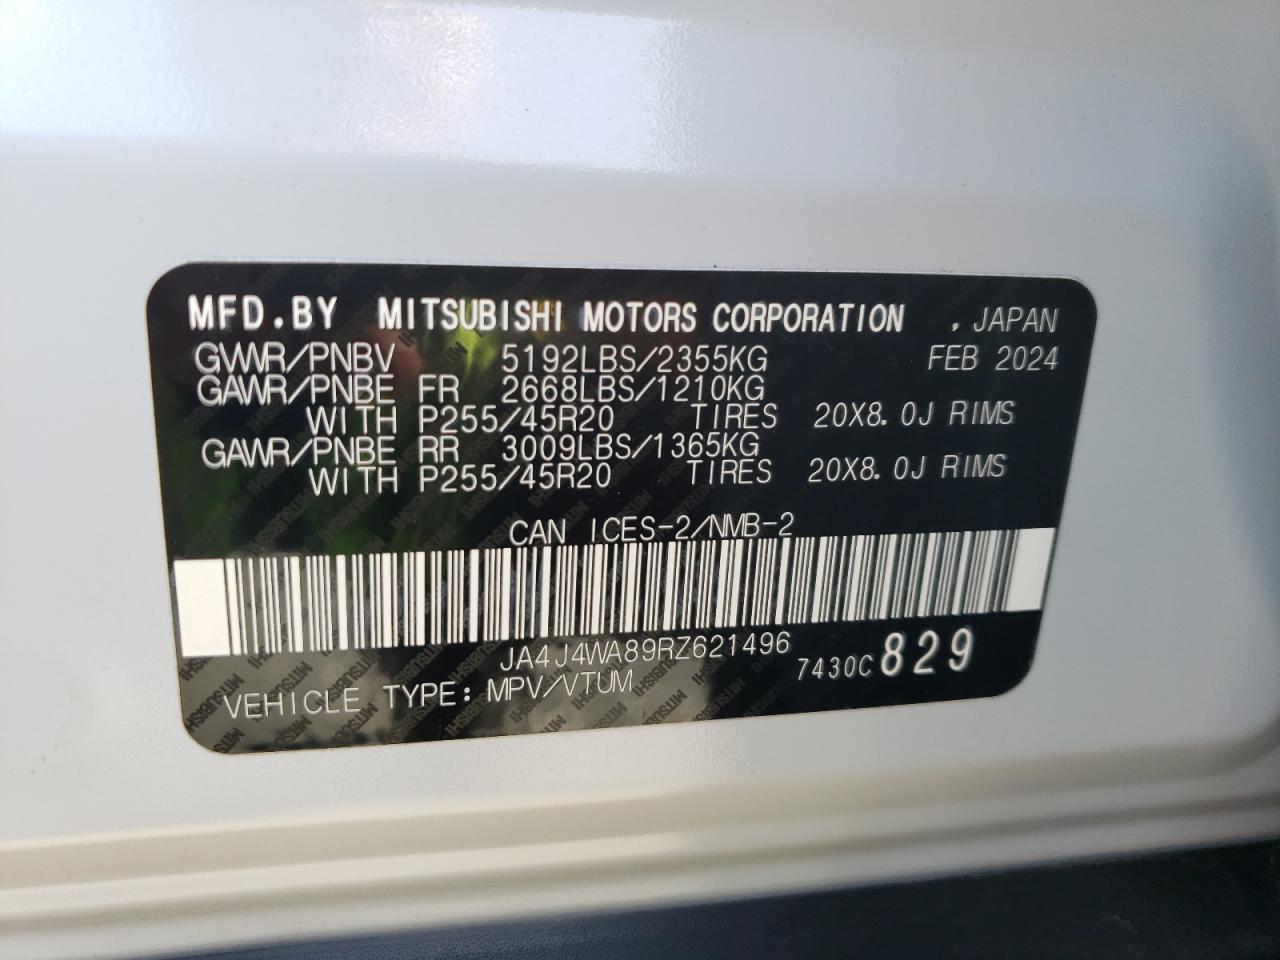 MFD.BY MITSUBISHI MOTORS CORPORATION , JAPAN
GVWR/PNBV 5192LBS/2355KG FEB 2024
GAWR/PNBE FR 2668LBS/1210KG
WITH P255/45R20 TIRES 20X8.0J RIMS
GAWR/PNBE RR 3009LBS/1365KG
WITH P255/45R20 TIRES 20X8.0J RIMS
CAN ICES-2/NMB-2
JA4J4WA89RZ621496 7430C 829
VEHICLE TYPE: MPV/VTUM